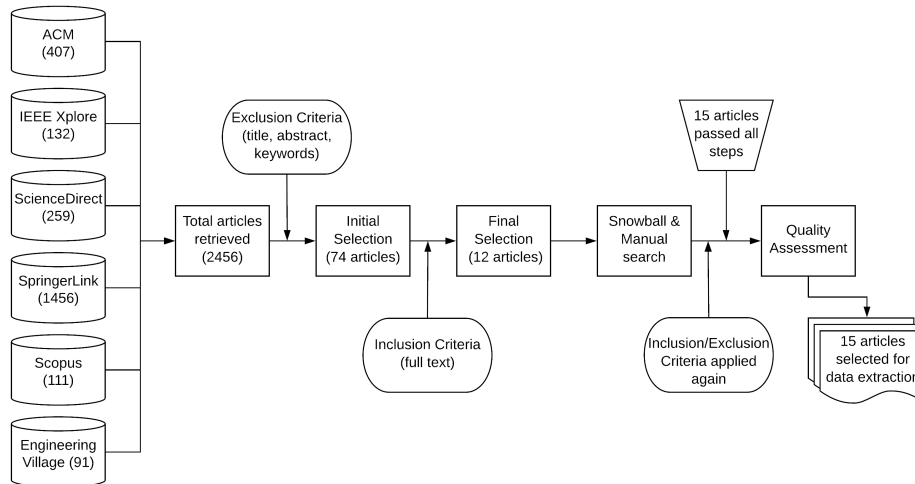 ACM
(407)
IEEE Xplore
(132)
ScienceDirect
(259)
SpringerLink
(1456)
Scopus
(111)
Engineering
Village (91)
Total articles
retrieved
(2456)
Exclusion Criteria
(title, abstract,
keywords)
Initial
Selection
(74 articles)
Inclusion Criteria
(full text)
Final
Selection
(12 articles)
Snowball &
Manual
search
Inclusion/Exclusion
Criteria applied
again
15 articles
passed all
steps
Quality
Assessment
15 articles
selected for
data extraction